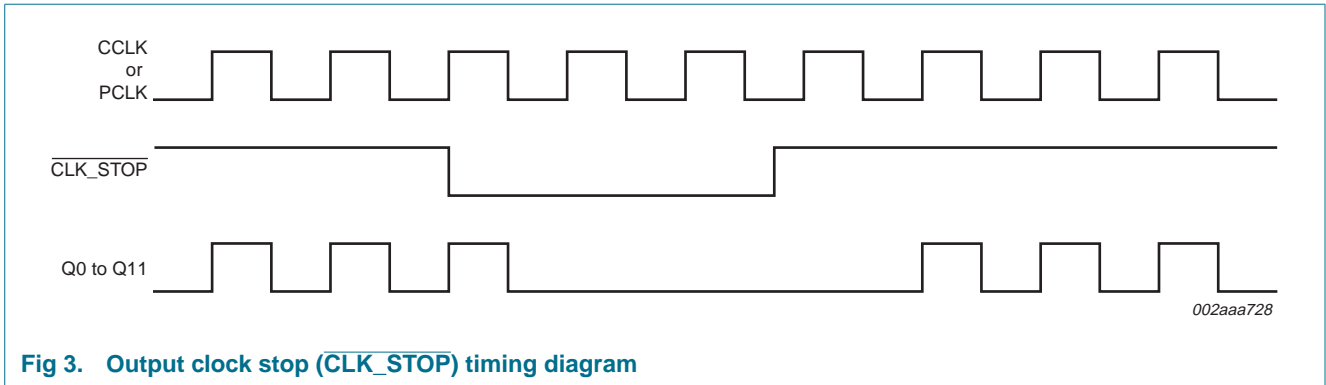 CCLK
or
PCLK
CLK_STOP
Q0 to Q11
002aaa728
Fig 3. Output clock stop (CLK_STOP) timing diagram